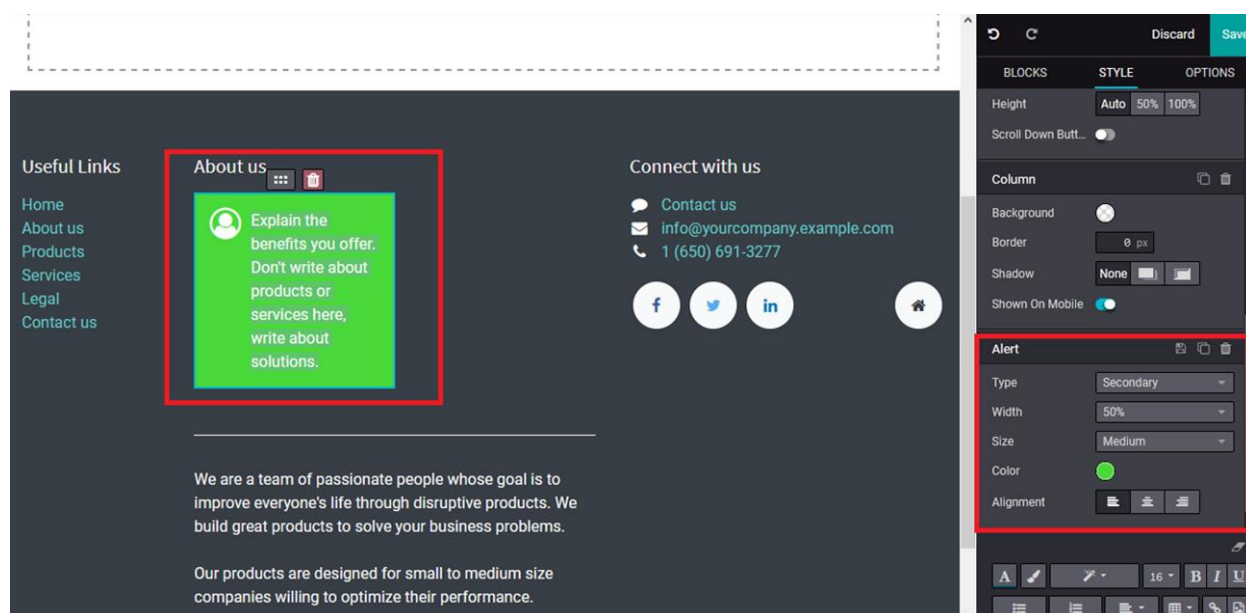 Discard Save
BLOCKS STYLE OPTIONS
Height Auto 50% 100%
Scroll Down Butt...
Column
Background
Border 0 px
Shadow None
Shown On Mobile
Alert
Type Secondary
Width 50%
Size Medium
Color
Alignment
A 16 B I U
Useful Links
Home
About us
Products
Services
Legal
Contact us
About us
Explain the
benefits you offer.
Don't write about
products or
services here,
write about
solutions.
We are a team of passionate people whose goal is to
improve everyone's life through disruptive products. We
build great products to solve your business problems.
Our products are designed for small to medium size
companies willing to optimize their performance.
Connect with us
Contact us
info@yourcompany.example.com
1 (650) 691-3277
f in